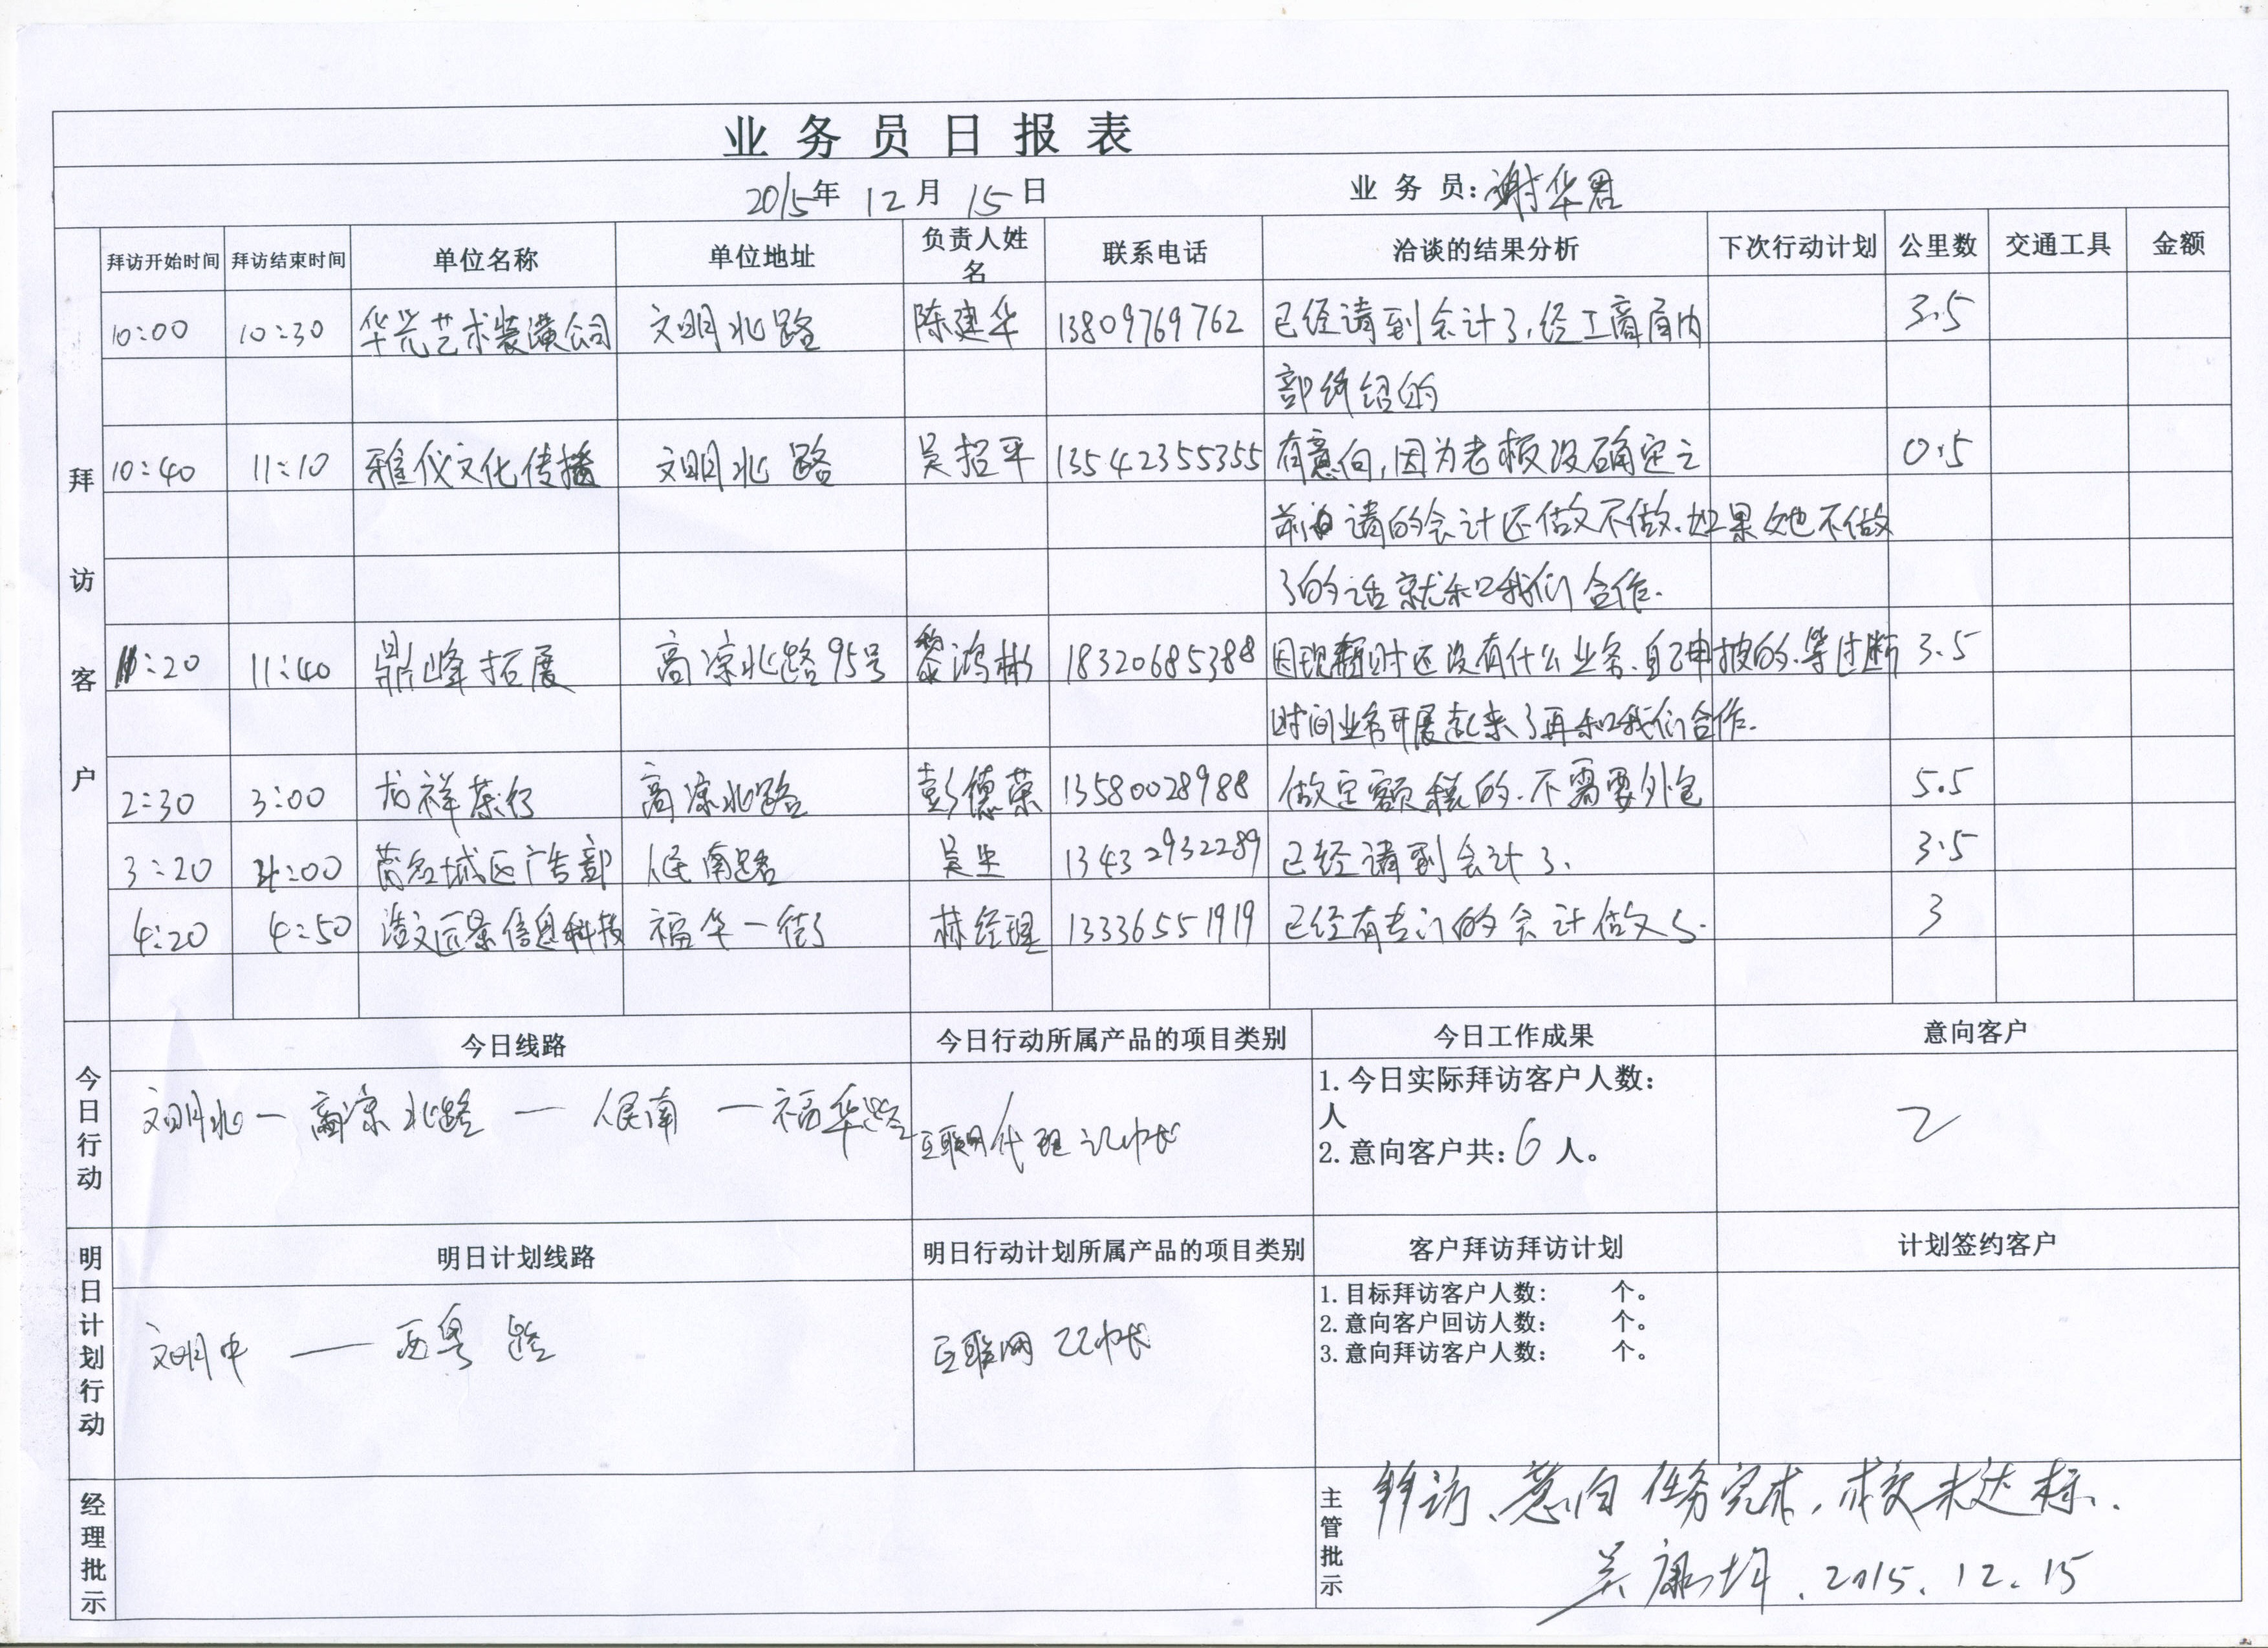 业务员日报表
2015年 12月 15日 业务员:谢华君
拜访客户
拜访开始时间 拜访结束时间 单位名称 单位地址 负责人姓名 联系电话 洽谈的结果分析 下次行动计划 公里数 交通工具 金额
10:00 10:30 华光艺术装潢公司 文明北路 陈建华 13809769762 已经请到会计了,经工商局内 3.5
部介绍的
10:40 11:10 雅仪文化传播 文明北路 吴招平 13542355355 有意向,因为老板没确定之 0.5
前请的会计还做不做.如果她不做
了的话就和我们合作.
11:20 11:40 鼎峰拓展 高凉北路95号 黎鸿彬 18320685388 因现暂时还没有什么业务.自己申报的.等过断 3.5
时间业务开展起来了再和我们合作.
2:30 3:00 龙祥茶行 高凉北路 彭德荣 13580028988 做定额税的.不需要外包 5.5
3:20 4:00 茂名城区广告部 人民南路 吴生 13432932289 已经请到会计了. 3.5
4:20 4:50 远景信息科技 福华一街 林经理 13336551919 已经有专门的会计做了. 3
今日行动
今日线路 今日行动所属产品的项目类别 今日工作成果 意向客户
文明北—高凉北路—人民南—福华路 互联网代理记帐 1.今日实际拜访客户人数: 2
人
2.意向客户共:6人。
明日计划行动
明日计划线路 明日行动计划所属产品的项目类别 客户拜访拜访计划 计划签约客户
文明中——西粤路 互联网记帐
1.目标拜访客户人数: 个。
2.意向客户回访人数: 个。
3.意向拜访客户人数: 个。
经理批示
主管批示 拜访、意向任务完成,成交未达标.
吴康. 2015.12.15